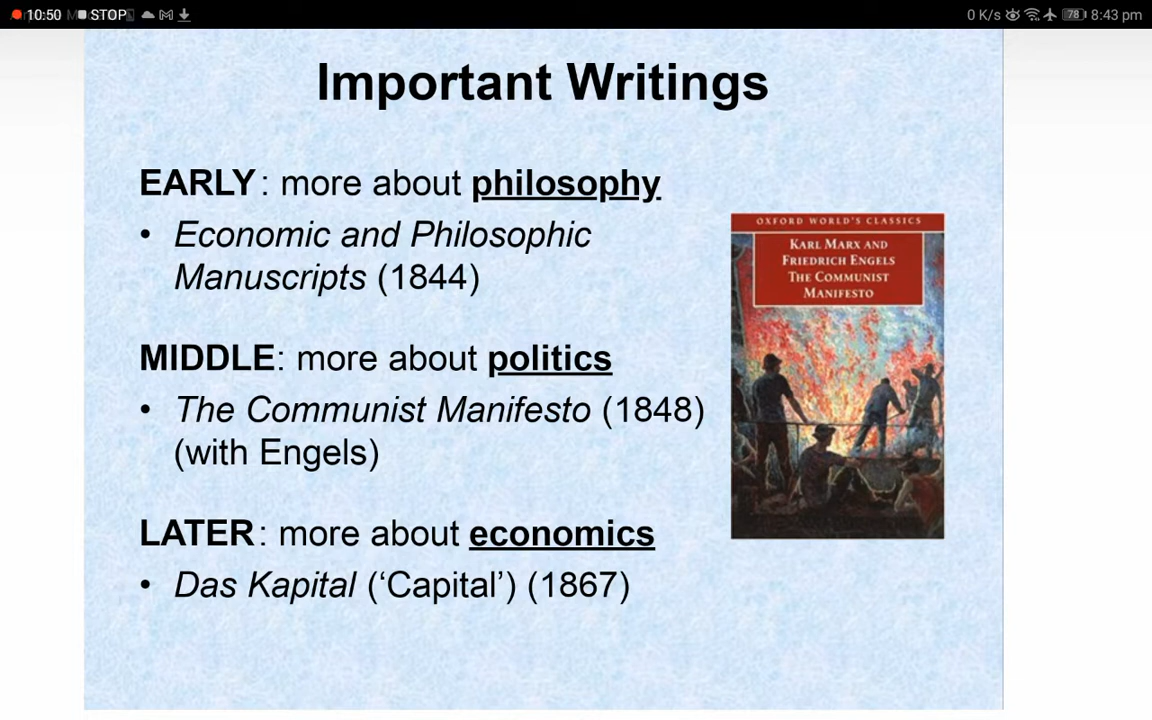 10:50 STOP 0 K/s 78 8:43 pm
Important Writings
EARLY: more about philosophy.
• Economic and Philosophic
Manuscripts (1844)
MIDDLE: more about politics
• The Communist Manifesto (1848)
(with Engels)
LATER: more about economics
• Das Kapital (‘Capital’) (1867)
OXFORD WORLD'S CLASSICS
KARL MARX AND
FRIEDRICH ENGELS
THE COMMUNIST
MANIFESTO